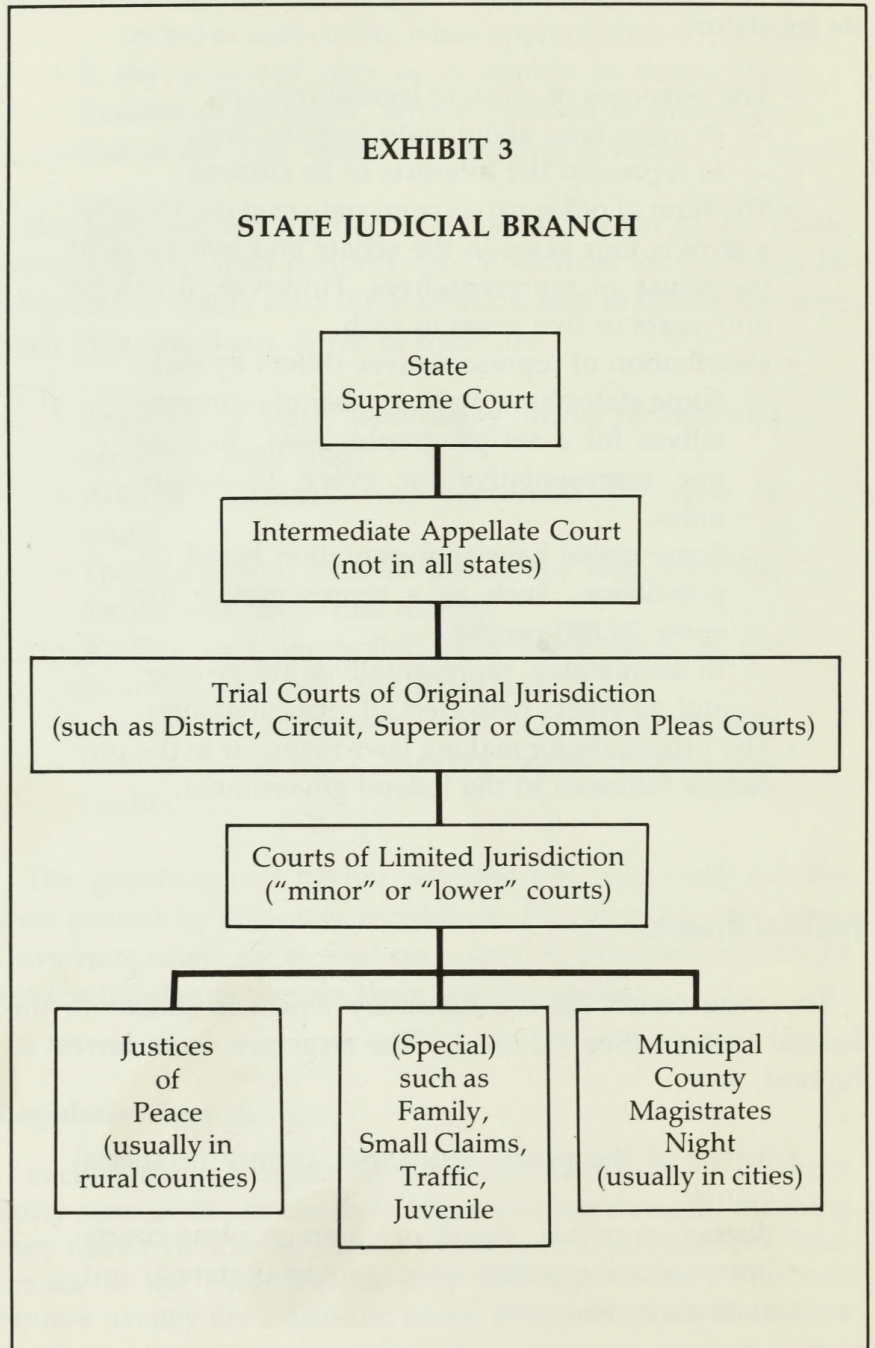 EXHIBIT 3
STATE JUDICIAL BRANCH
State
Supreme Court
Intermediate Appellate Court
(not in all states)
Trial Courts of Original Jurisdiction
(such as District, Circuit, Superior or Common Pleas Courts)
Courts of Limited Jurisdiction
(“minor” or “lower” courts)
Justices
of
Peace
(usually in
rural counties)
(Special)
such as
Family,
Small Claims,
Traffic,
Juvenile
Municipal
County
Magistrates
Night
(usually in cities)